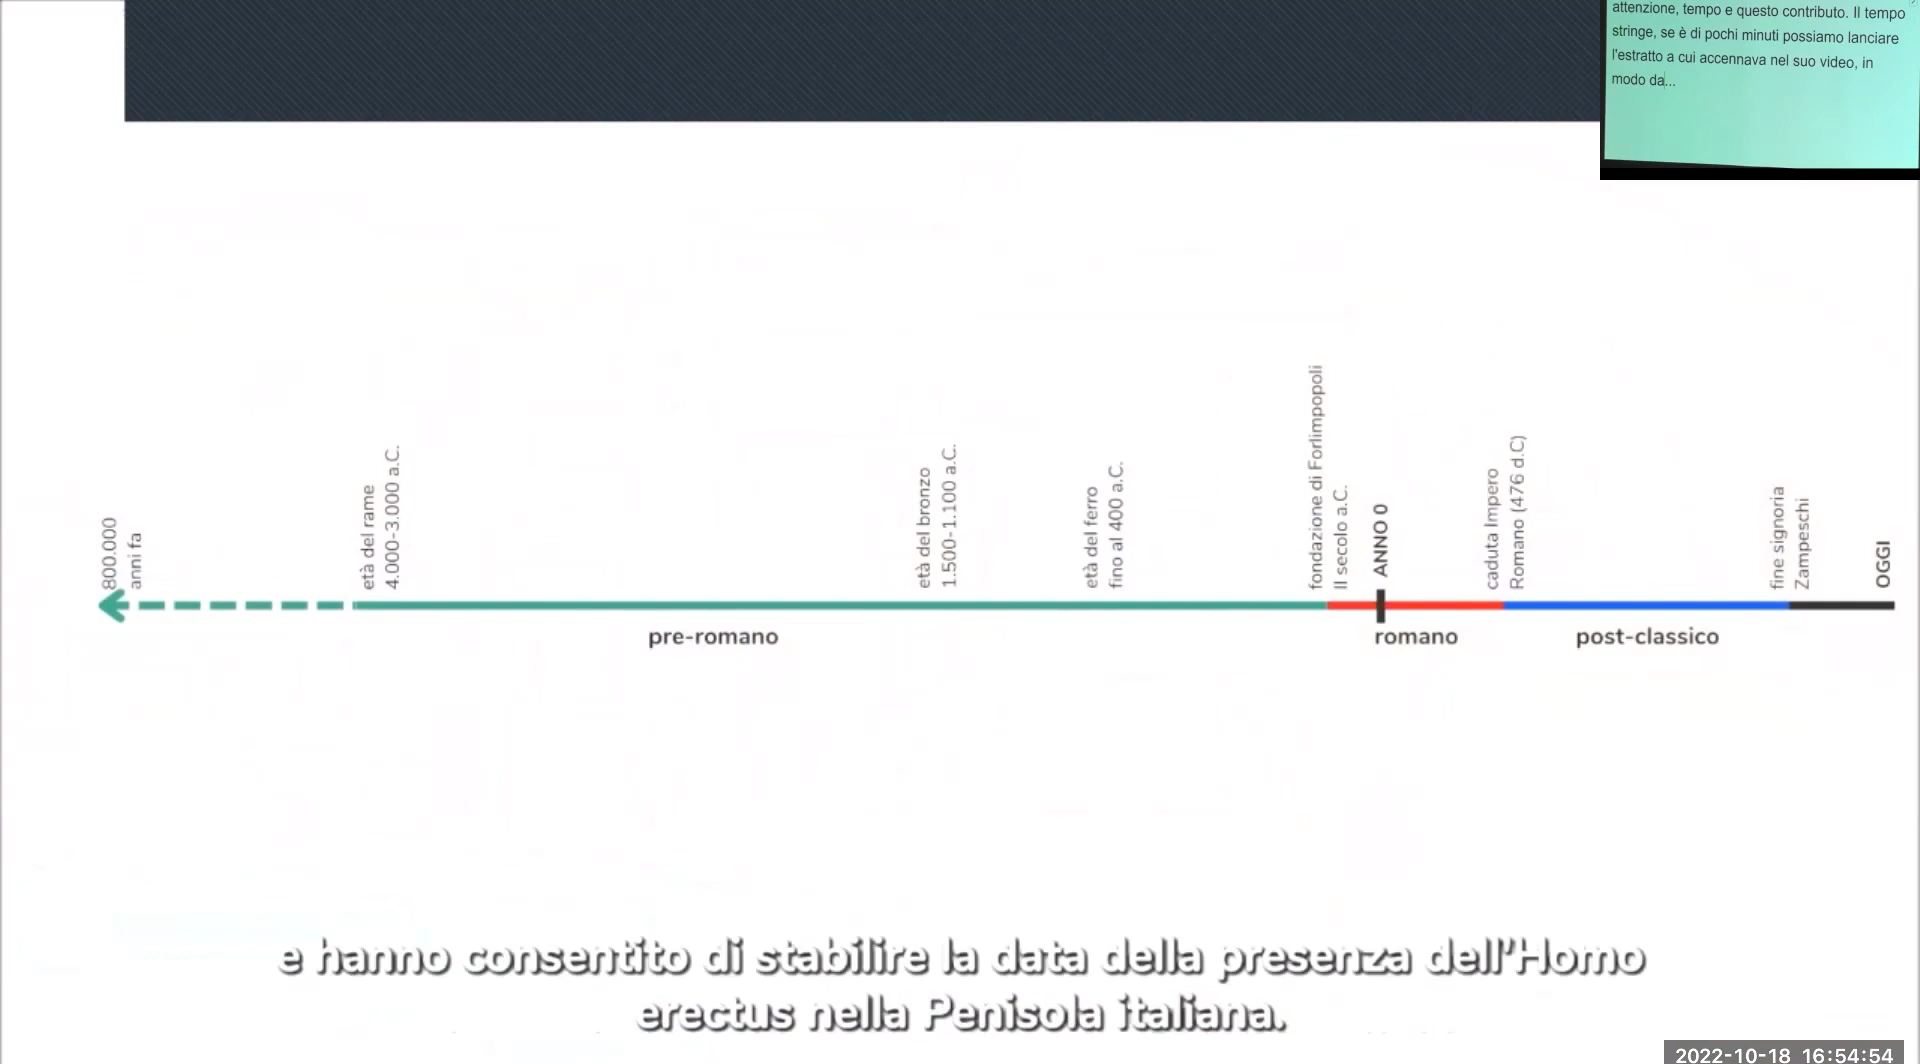 attenzione, tempo e questo contributo. Il tempo
stringe, se è di pochi minuti possiamo lanciare
l'estratto a cui accennava nel suo video, in
modo da...
800.000
anni fa
età del rame
4.000-3.000 a.C.
età del bronzo
1.500-1.100 a.C.
età del ferro
fino al 400 a.C.
fondazione di Forlimpopoli
II secolo a.C.
ANNO 0
caduta Impero
Romano (476 d.C)
fine signoria
Zampeschi
OGGI
pre-romano
romano
post-classico
e hanno consentito di stabilire la data della presenza dell'Homo
erectus nella Penisola italiana.
2022-10-18 16:54:54